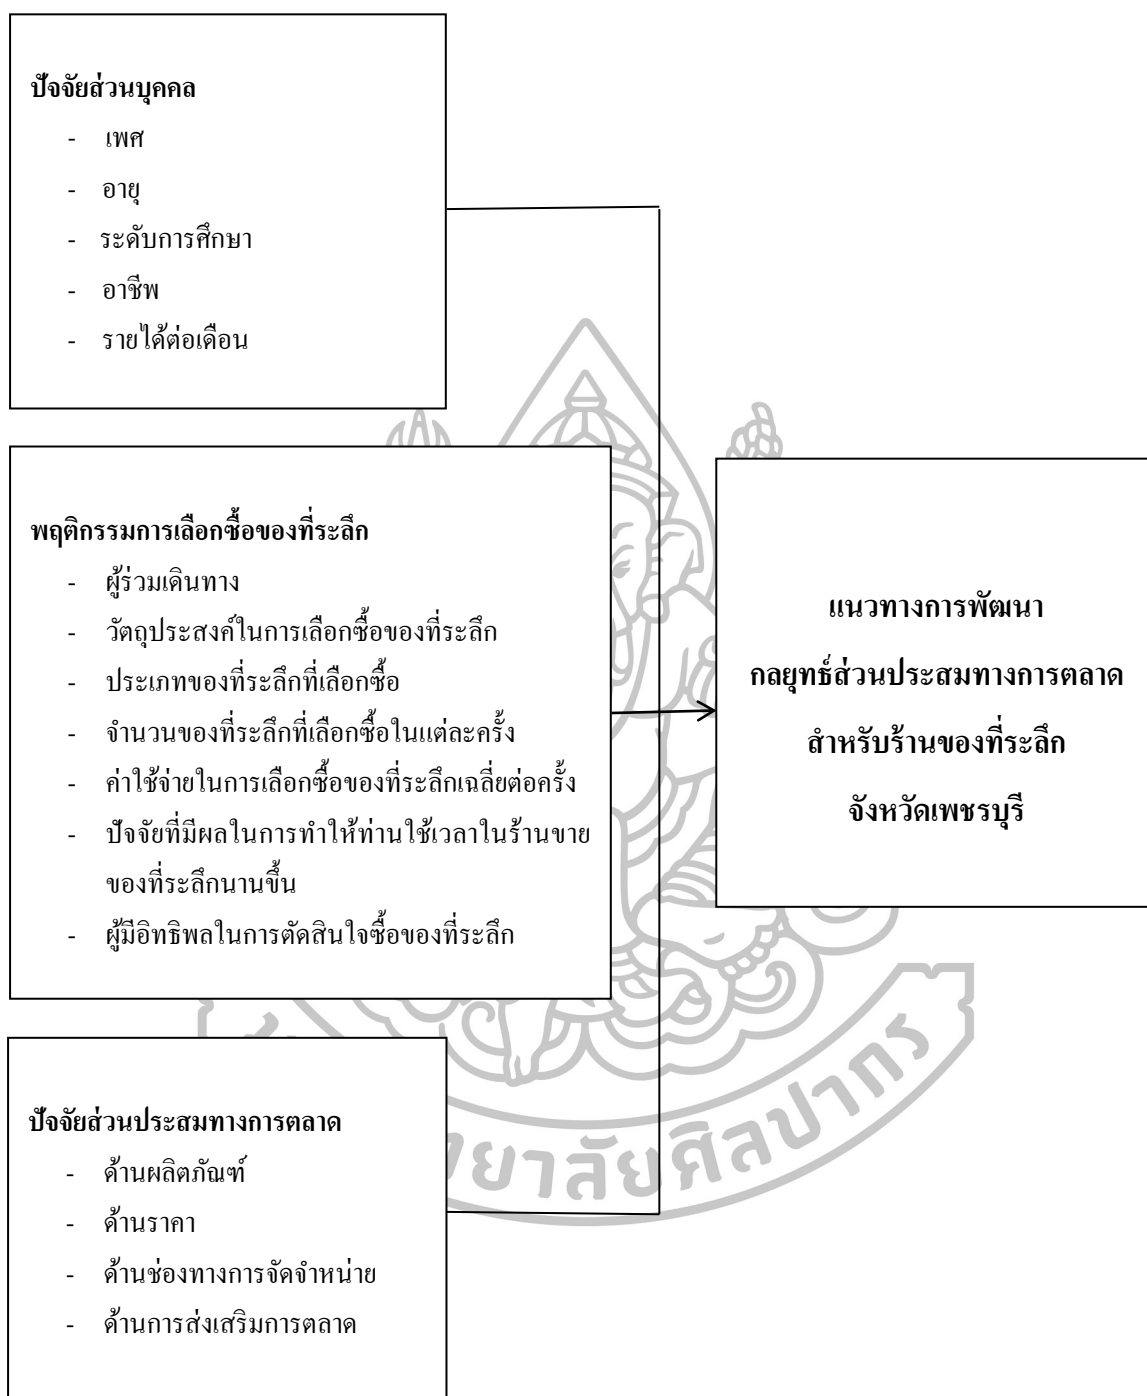 ปัจจัยส่วนบุคคล
- เพศ
- อายุ
- ระดับการศึกษา
- อาชีพ
- รายได้ต่อเดือน
พฤติกรรมการเลือกซื้อของที่ระลึก
- ผู้ร่วมเดินทาง
- วัตถุประสงค์ในการเลือกซื้อของที่ระลึก
- ประเภทของที่ระลึกที่เลือกซื้อ
- จำนวนของที่ระลึกที่เลือกซื้อในแต่ละครั้ง
- ค่าใช้จ่ายในการเลือกซื้อของที่ระลึกเฉลี่ยต่อครั้ง
- ปัจจัยที่มีผลในการทำให้ท่านใช้เวลาในร้านขาย
ของที่ระลึกนานขึ้น
- ผู้มีอิทธิพลในการตัดสินใจซื้อของที่ระลึก
ปัจจัยส่วนประสมทางการตลาด
- ด้านผลิตภัณฑ์
- ด้านราคา
- ด้านช่องทางการจัดจำหน่าย
- ด้านการส่งเสริมการตลาด
แนวทางการพัฒนา
กลยุทธ์ส่วนประสมทางการตลาด
สำหรับร้านของที่ระลึก
จังหวัดเพชรบุรี
ทยาลัยศิลปากร